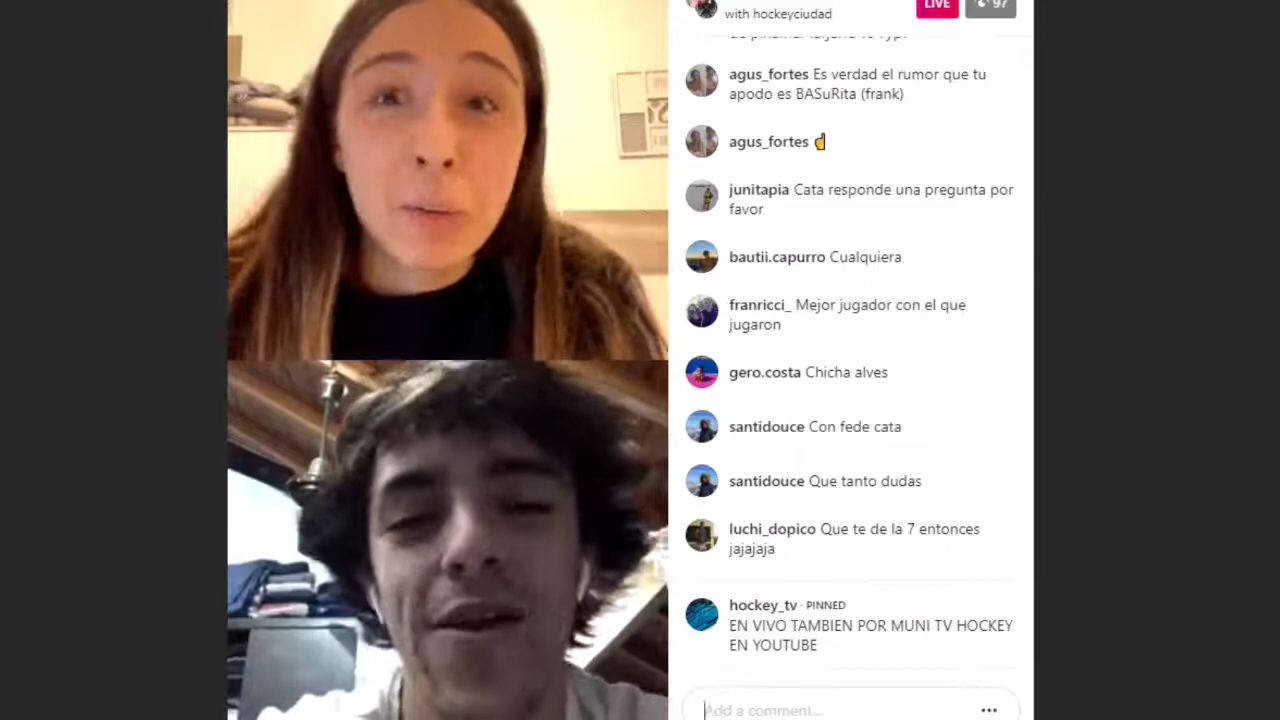 with hockeyciudad
LIVE
97
agus_fortes Es verdad el rumor que tu
apodo es BASuRita (frank)
agus_fortes ☝
junitapia Cata responde una pregunta por
favor
bautii.capurro Cualquiera
franricci_ Mejor jugador con el que
jugaron
gero.costa Chicha alves
santidouce Con fede cata
santidouce Que tanto dudas
luchi_dopico Que te de la 7 entonces
jajajaja
hockey_tv · PINNED
EN VIVO TAMBIEN POR MUNI TV HOCKEY
EN YOUTUBE
Add a comment...